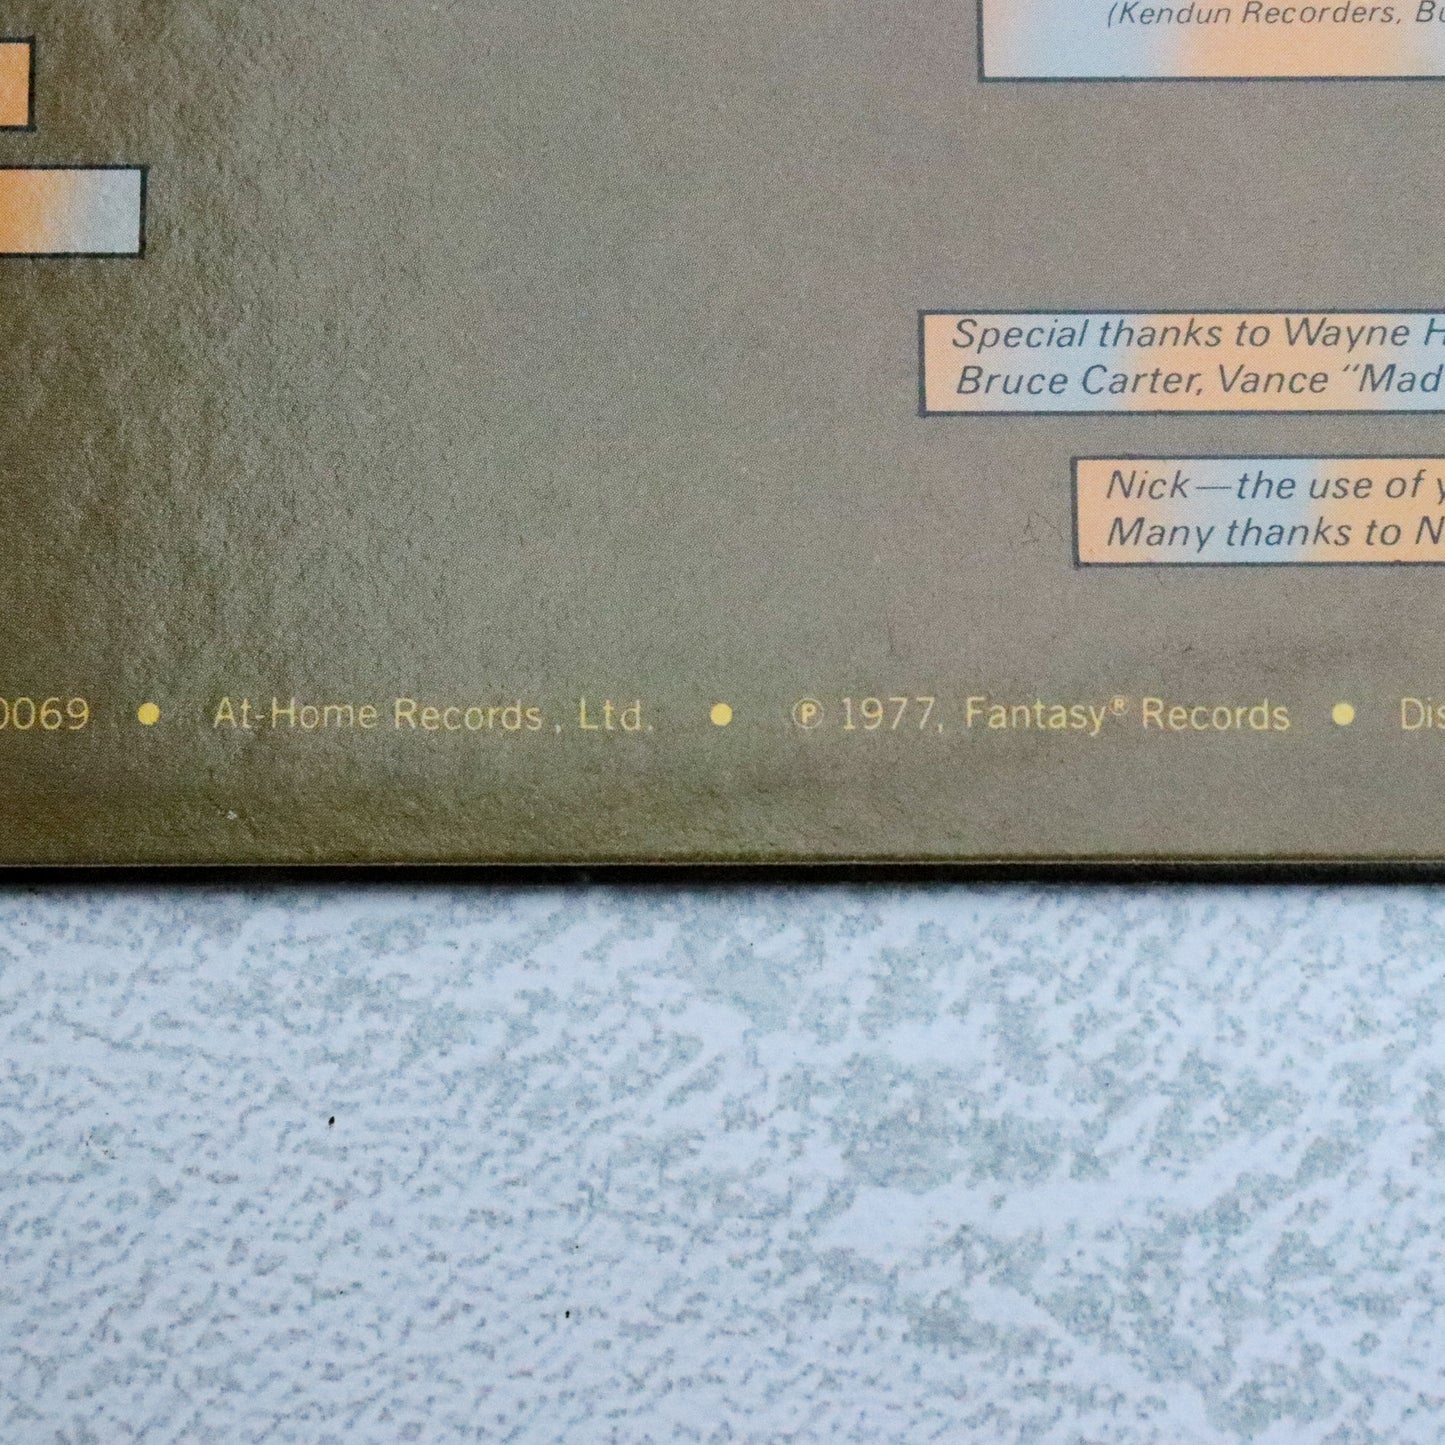 (Kendun Recorders,
Special thanks to Wayne
Bruce Carter, Vance "Mad
Nick—the use of
Many thanks to
0069 • At-Home Records, Ltd. • ℗ 1977, Fantasy® Records •